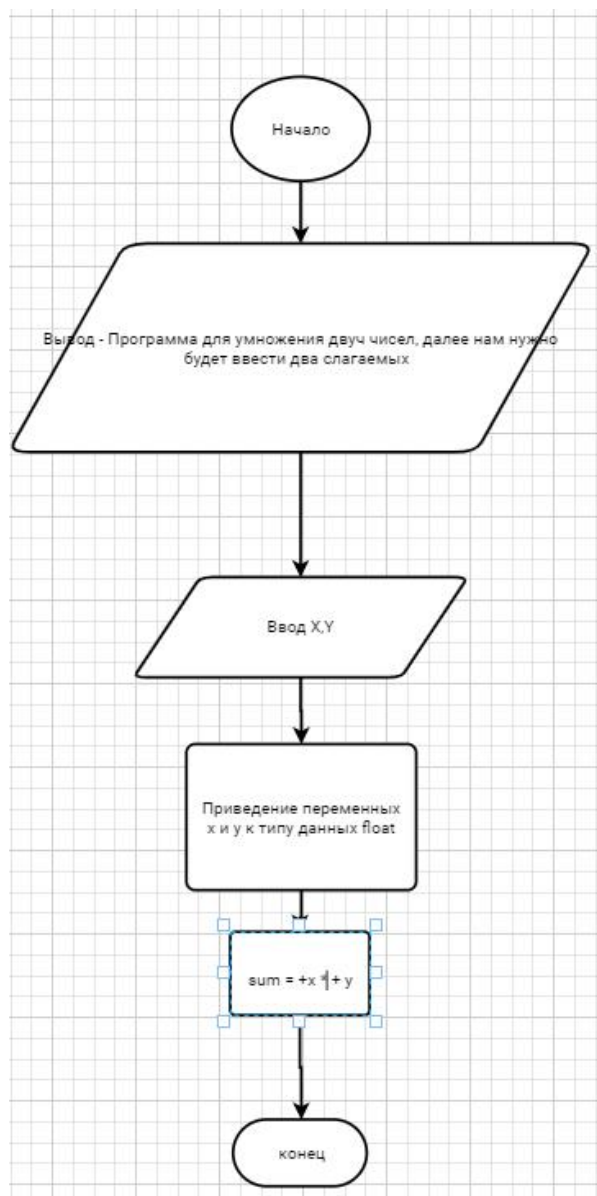 Начало
Вывод - Программа для умножения двуч чисел, далее нам нужно
будет ввести два слагаемых
Ввод X,Y
Приведение переменных
x и y к типу данных float
sum = +x *+ y
конец